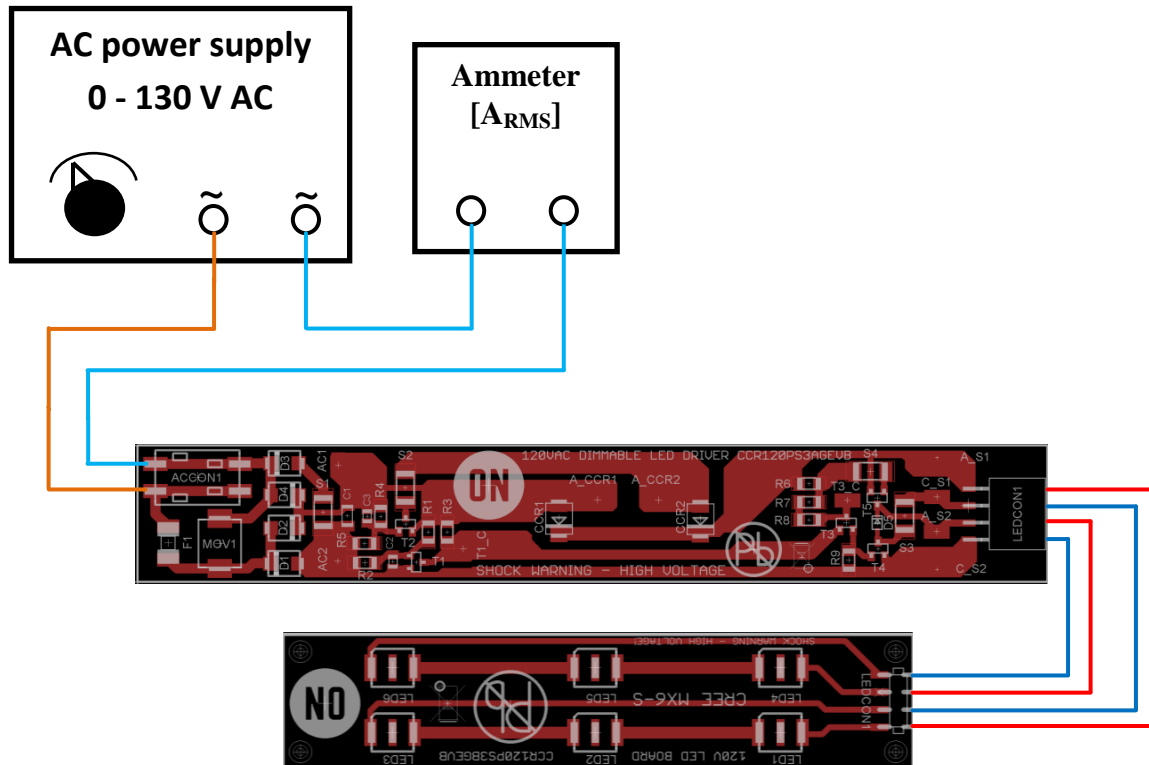 AC power supply
0 - 130 V AC
~ ~
Ammeter
[ARMS]
120VAC DIMMABLE LED DRIVER CCR120PS3AGEVB
ACCON1
D3
AC1
S1
S2
ON
A_CCR1
A_CCR2
S4
A_S1
D4
C1
C3
R4
R1
R3
CCR1
CCR2
R6
R7
R8
T3_C
T5
D5
C_S1
A_S2
LEDCON1
F1
MOV1
D2
R5
T2
C2
T1
T1_C
T3
R9
T4
S3
D1
AC2
R2
SHOCK WARNING - HIGH VOLTAGE
C_S2
SHOCK WARNING - HIGH VOLTAGE!
LED6
LED5
LED4
LEDCON1
ON
CREE MX6-S
LED3
CCR120PS3BGEVB
LED2
120V LED BOARD
LED1